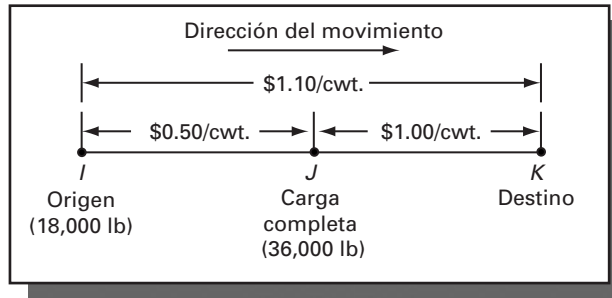 Dirección del movimiento
$1.10/cwt.
$0.50/cwt. $1.00/cwt.
I J K
Origen Carga Destino
(18,000 lb) completa
(36,000 lb)